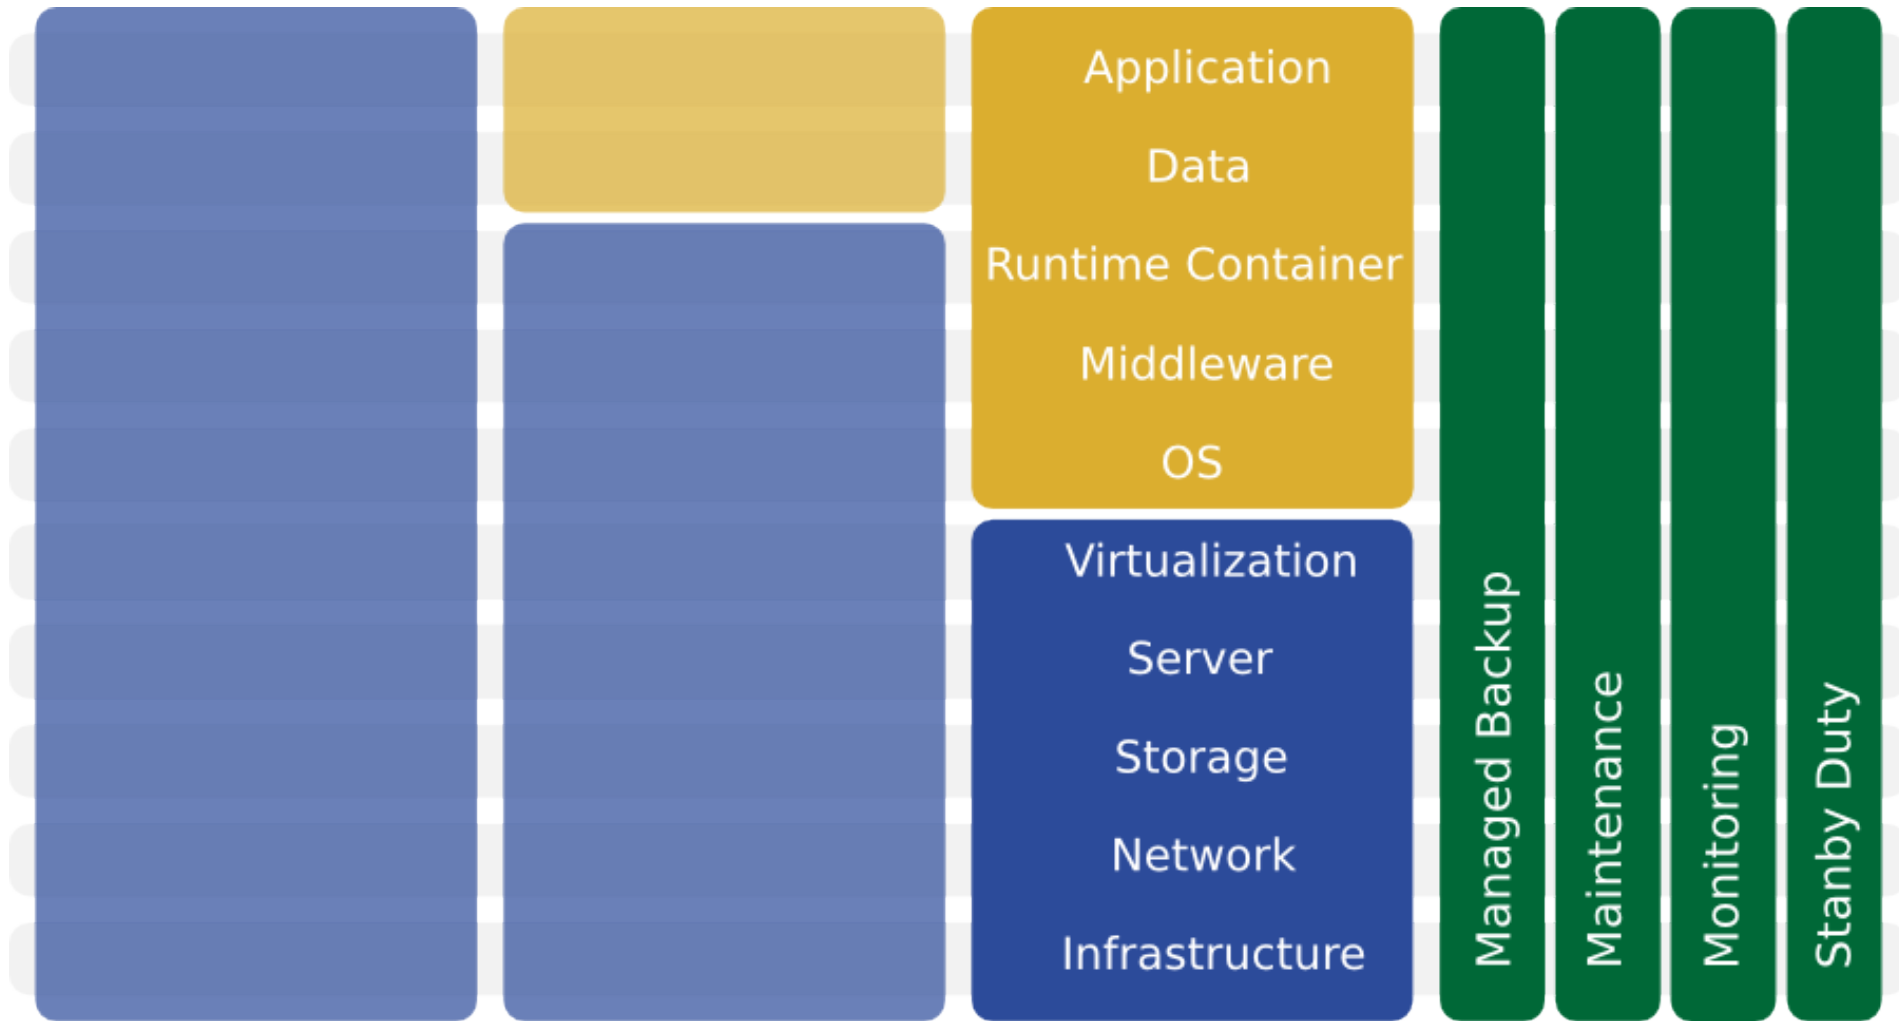 Application
Data
Runtime Container
Middleware
OS
Virtualization
Server
Storage
Network
Infrastructure
Managed Backup
Maintenance
Monitoring
Stanby Duty